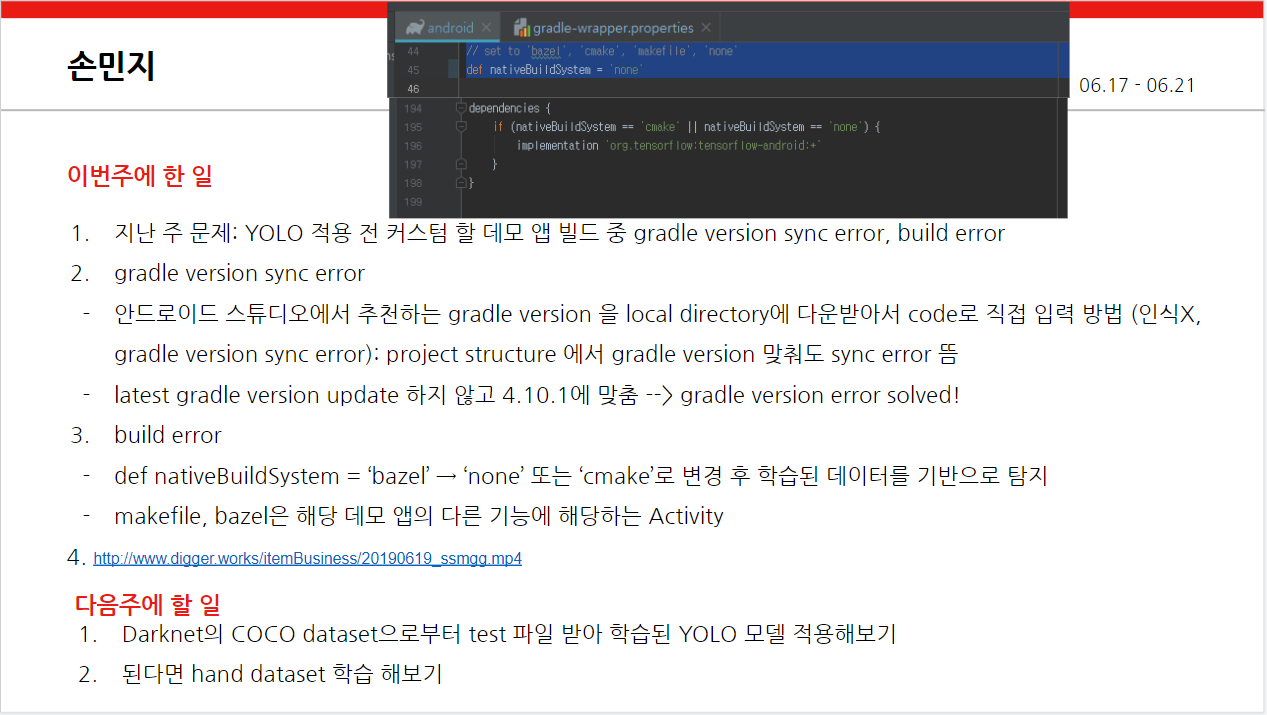 손민지
android
gradle-wrapper.properties
44 // set to 'bazel', 'cmake', 'makefile', 'none'
45 def nativeBuildSystem = 'none'
46
194 dependencies {
195 if (nativeBuildSystem == 'cmake' || nativeBuildSystem == 'none') {
196 implementation 'org.tensorflow:tensorflow-android:+'
197 }
198 }
199
06.17 - 06.21
이번주에 한 일
1. 지난 주 문제: YOLO 적용 전 커스텀 할 데모 앱 빌드 중 gradle version sync error, build error
2. gradle version sync error
- 안드로이드 스튜디오에서 추천하는 gradle version 을 local directory에 다운받아서 code로 직접 입력 방법 (인식X,
gradle version sync error): project structure 에서 gradle version 맞춰도 sync error 뜸
- latest gradle version update 하지 않고 4.10.1에 맞춤 --> gradle version error solved!
3. build error
- def nativeBuildSystem = ‘bazel’ → ‘none’ 또는 ‘cmake’로 변경 후 학습된 데이터를 기반으로 탐지
- makefile, bazel은 해당 데모 앱의 다른 기능에 해당하는 Activity
4. http://www.digger.works/itemBusiness/20190619_ssmgg.mp4
다음주에 할 일
1. Darknet의 COCO dataset으로부터 test 파일 받아 학습된 YOLO 모델 적용해보기
2. 된다면 hand dataset 학습 해보기